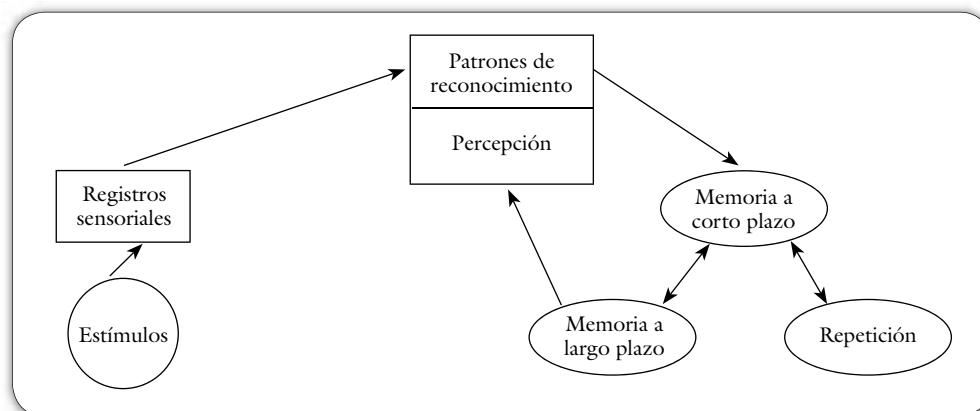 Patrones de
reconocimiento
Percepción
Registros
sensoriales
Memoria a
corto plazo
Estímulos
Memoria a
largo plazo
Repetición